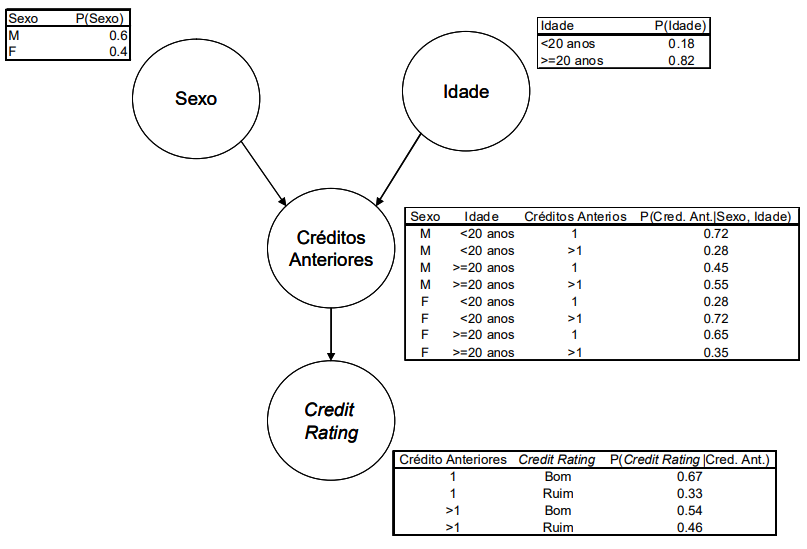 Sexo P(Sexo)
M 0.6
F 0.4
Idade P(Idade)
<20 anos 0.18
>=20 anos 0.82
Sexo
Idade
Créditos
Anteriores
Sexo Idade Créditos Anterios P(Cred. Ant.|Sexo, Idade)
M <20 anos 1 0.72
M <20 anos >1 0.28
M >=20 anos 1 0.45
M >=20 anos >1 0.55
F <20 anos 1 0.28
F <20 anos >1 0.72
F >=20 anos 1 0.65
F >=20 anos >1 0.35
Credit
Rating
Crédito Anteriores Credit Rating P(Credit Rating|Cred. Ant.)
1 Bom 0.67
1 Ruim 0.33
>1 Bom 0.54
>1 Ruim 0.46